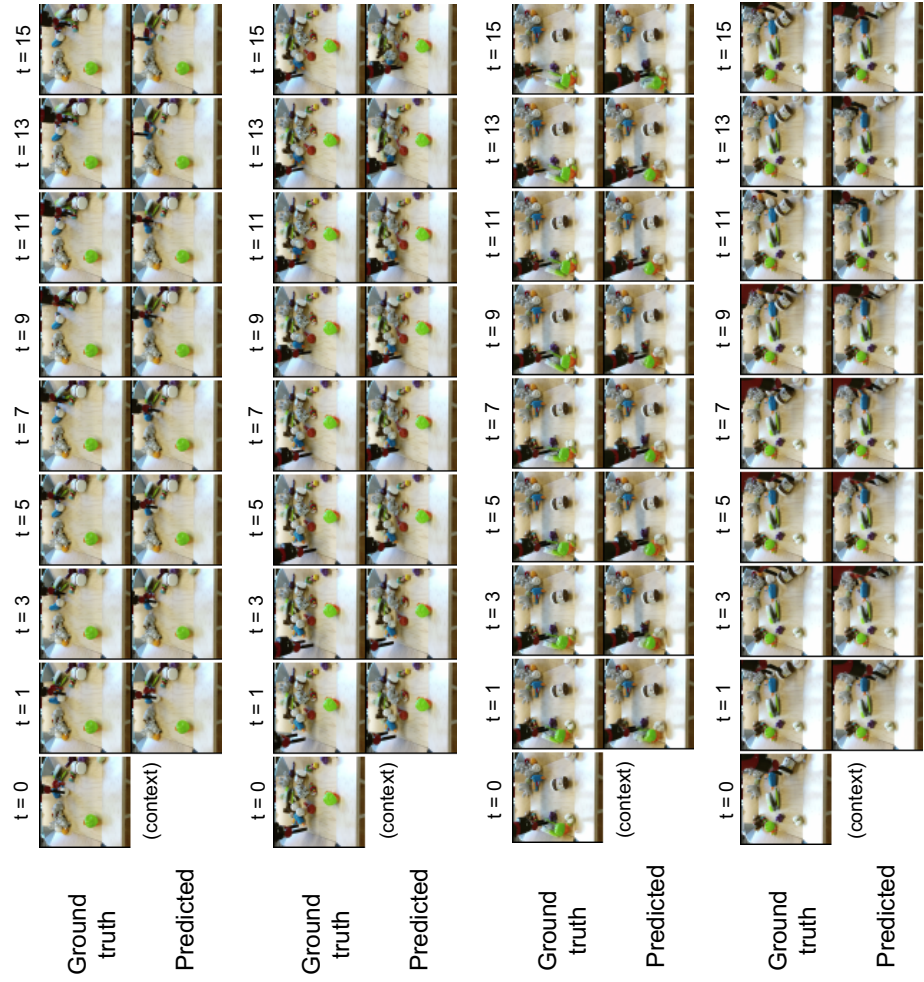 t = 0 t = 1 t = 3 t = 5 t = 7 t = 9 t = 11 t = 13 t = 15
Ground
truth
Predicted
(context)
t = 0 t = 1 t = 3 t = 5 t = 7 t = 9 t = 11 t = 13 t = 15
Ground
truth
Predicted
(context)
t = 0 t = 1 t = 3 t = 5 t = 7 t = 9 t = 11 t = 13 t = 15
Ground
truth
Predicted
(context)
t = 0 t = 1 t = 3 t = 5 t = 7 t = 9 t = 11 t = 13 t = 15
Ground
truth
Predicted
(context)